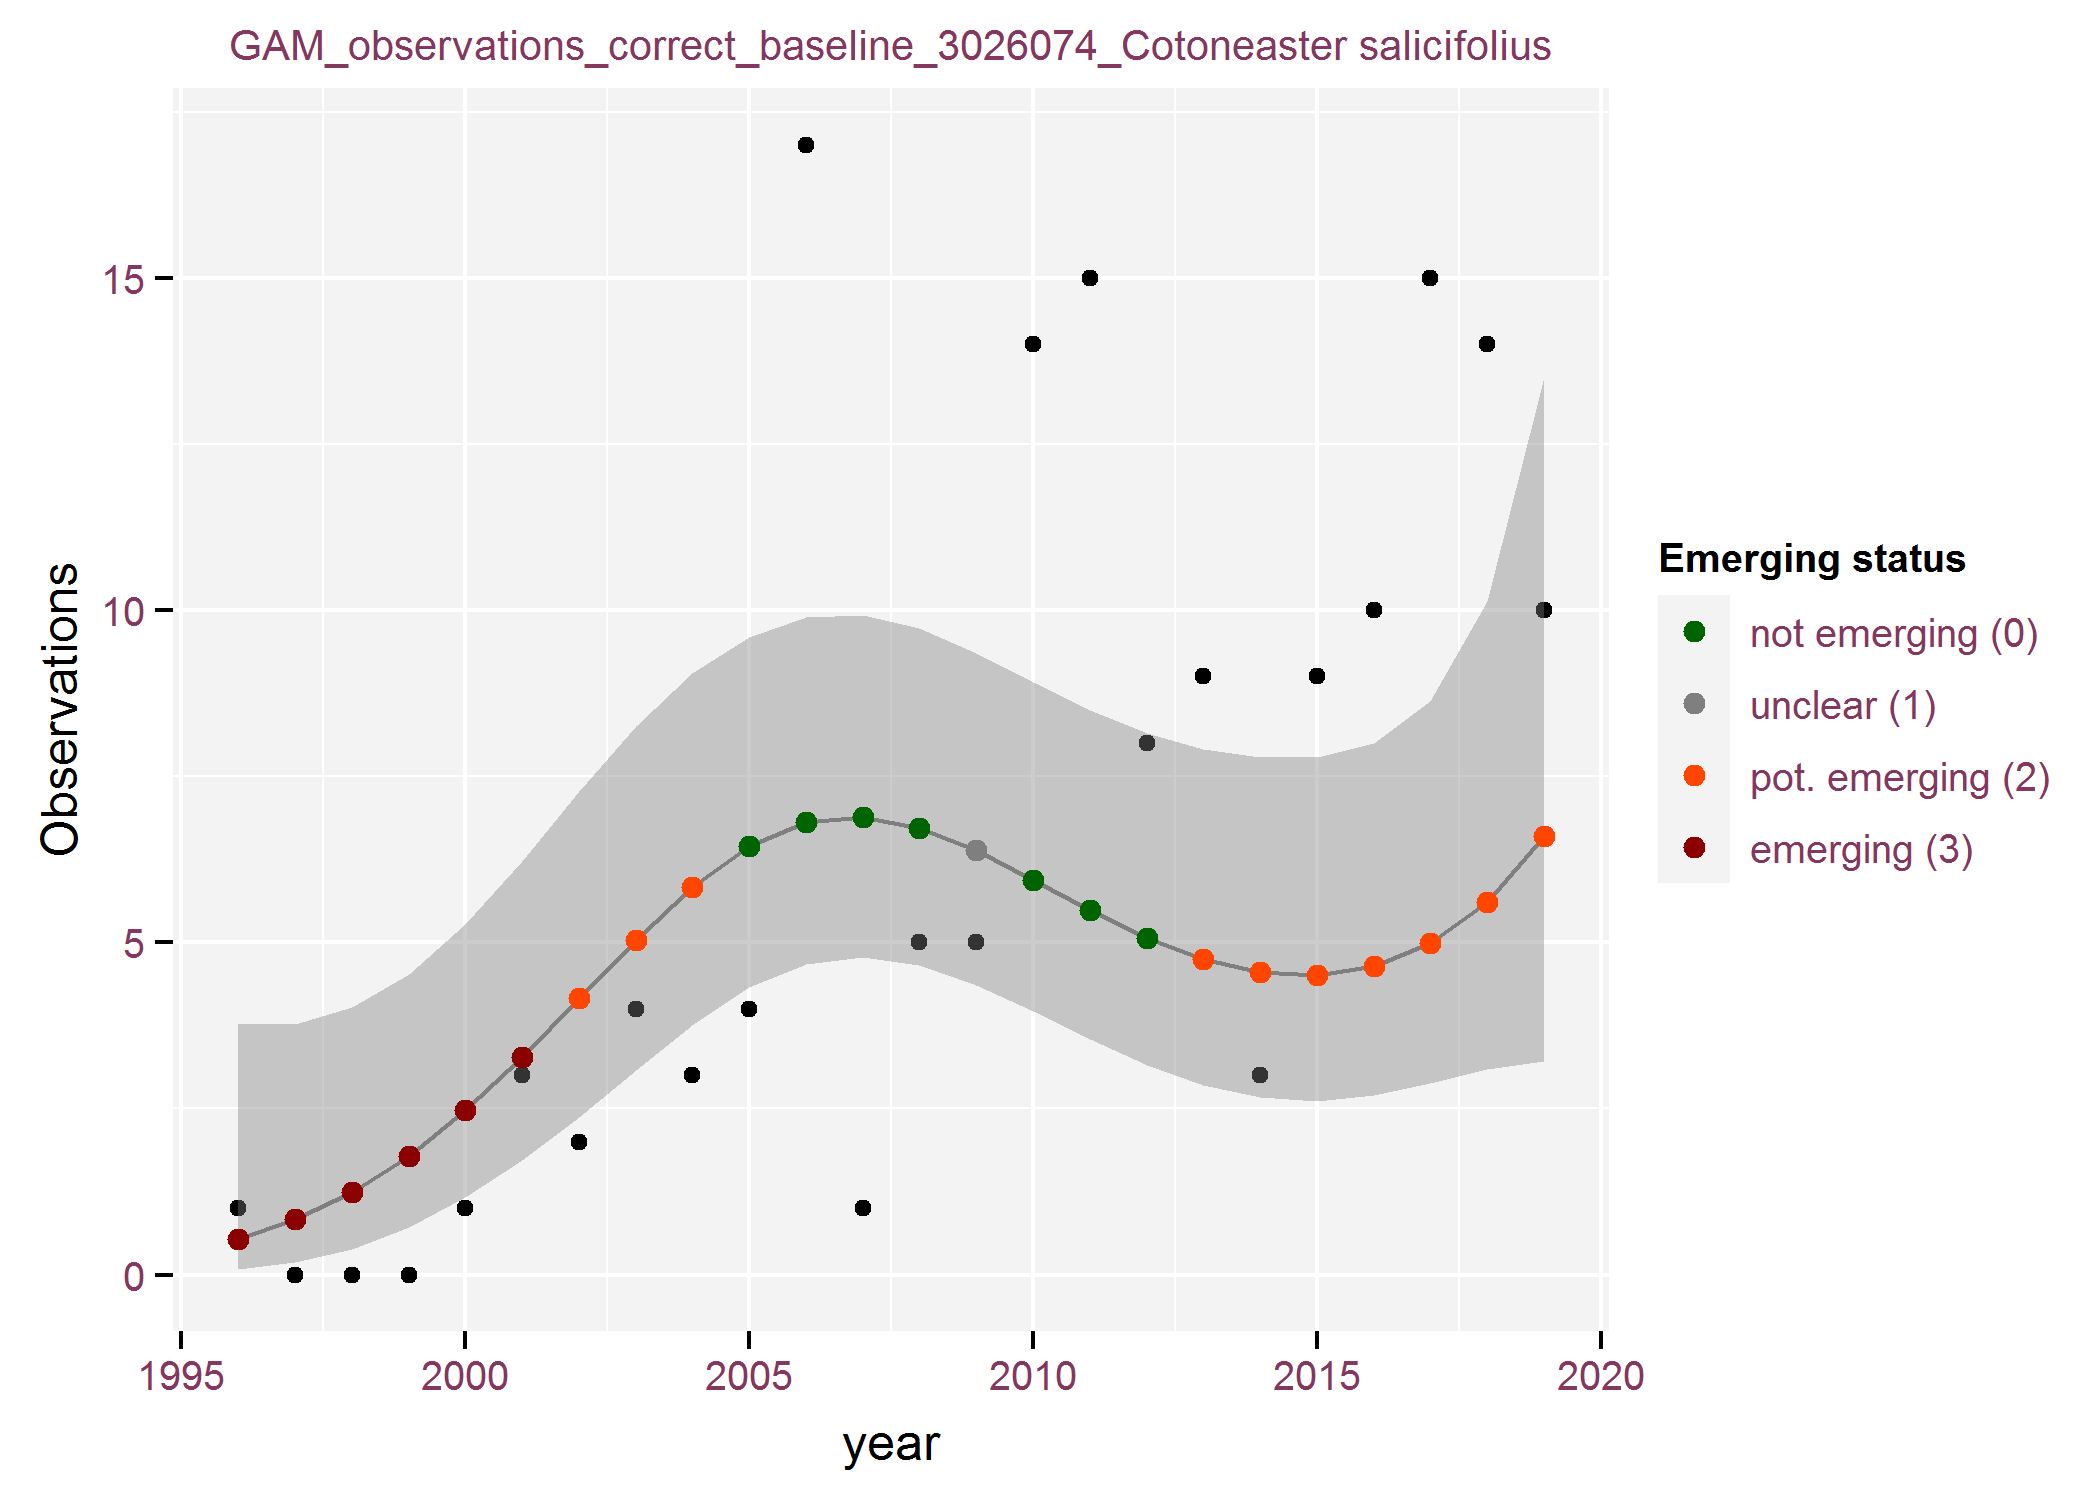 GAM_observations_correct_baseline_3026074_Cotoneaster salicifolius
Observations
15
10
5
0
1995 2000 2005 2010 2015 2020
year
Emerging status
not emerging (0)
unclear (1)
pot. emerging (2)
emerging (3)